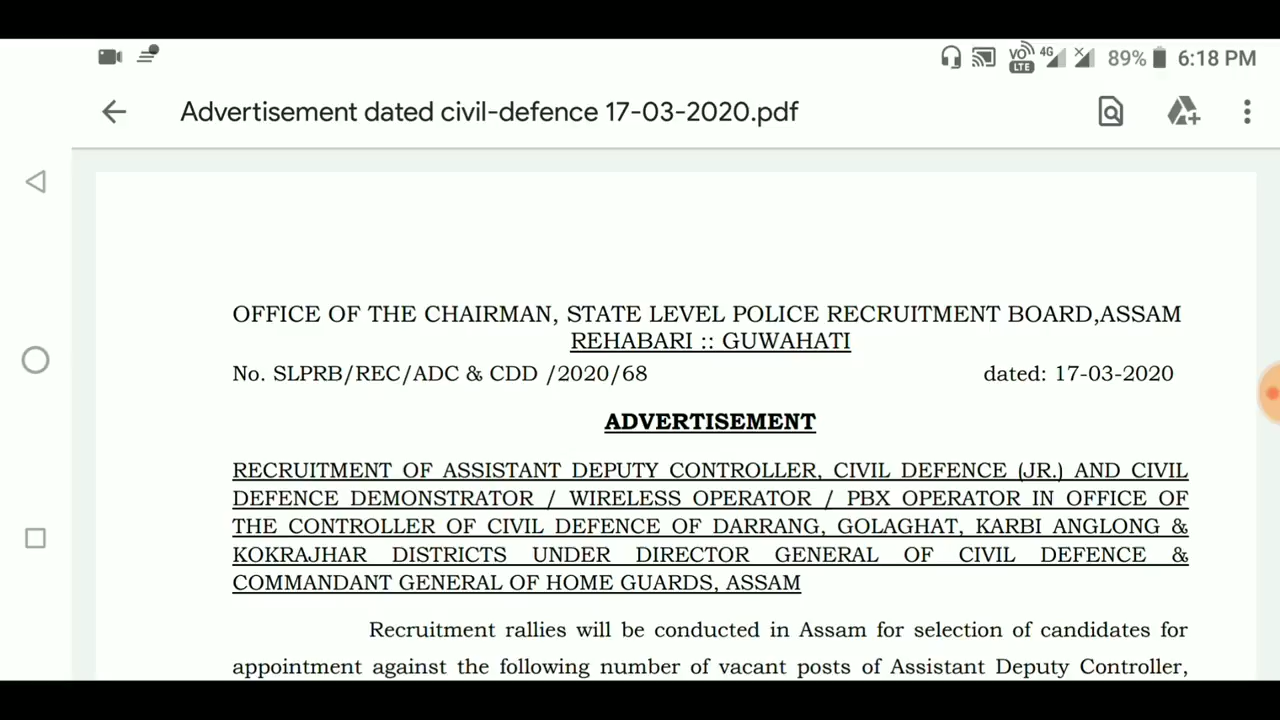 VO
LTE
4G
89%
6:18 PM
Advertisement dated civil-defence 17-03-2020.pdf
OFFICE OF THE CHAIRMAN, STATE LEVEL POLICE RECRUITMENT BOARD,ASSAM
REHABARI :: GUWAHATI
No. SLPRB/REC/ADC & CDD /2020/68 dated: 17-03-2020
ADVERTISEMENT
RECRUITMENT OF ASSISTANT DEPUTY CONTROLLER, CIVIL DEFENCE (JR.) AND CIVIL
DEFENCE DEMONSTRATOR / WIRELESS OPERATOR / PBX OPERATOR IN OFFICE OF
THE CONTROLLER OF CIVIL DEFENCE OF DARRANG, GOLAGHAT, KARBI ANGLONG &
KOKRAJHAR DISTRICTS UNDER DIRECTOR GENERAL OF CIVIL DEFENCE &
COMMANDANT GENERAL OF HOME GUARDS, ASSAM
Recruitment rallies will be conducted in Assam for selection of candidates for
appointment against the following number of vacant posts of Assistant Deputy Controller,